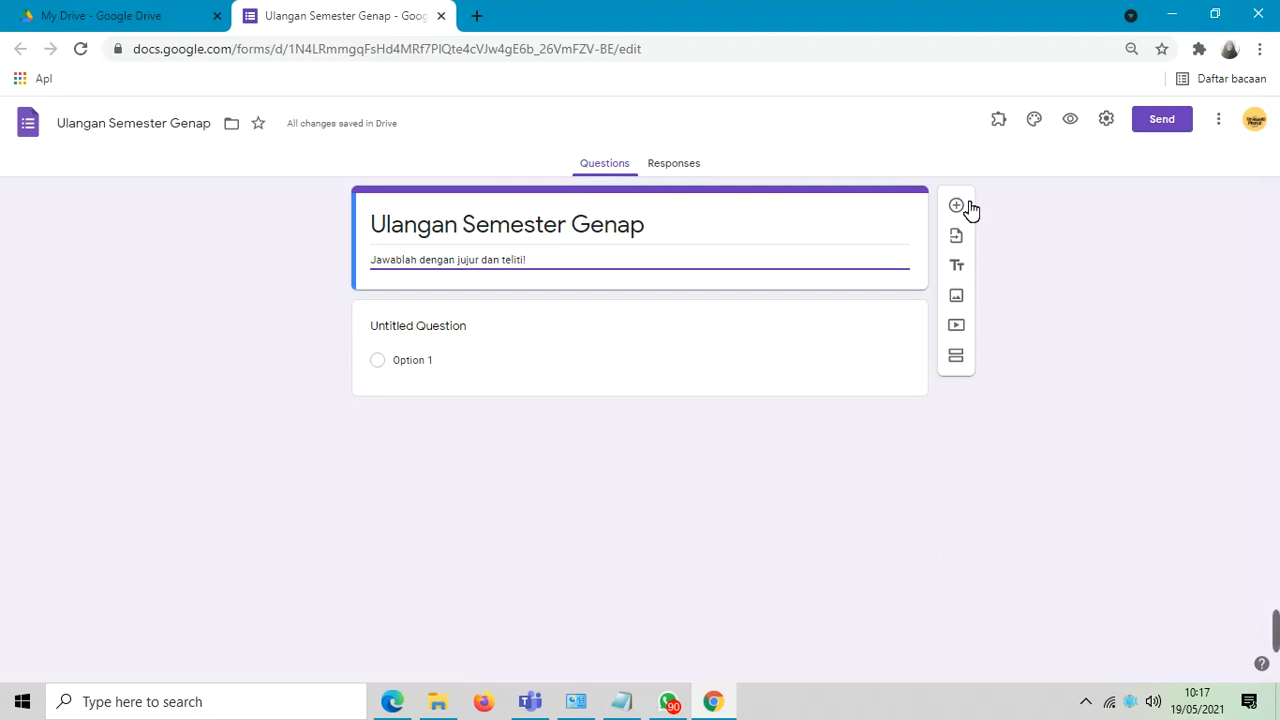 My Drive - Google Drive
Ulangan Semester Genap - Goog
docs.google.com/forms/d/1N4LRmmgqFsHd4MRf7PlQte4cVJw4gE6b_26VmFZV-BE/edit
Apl
Daftar bacaan
Ulangan Semester Genap
All changes saved in Drive
Send
Questions
Responses
Ulangan Semester Genap
Jawablah dengan jujur dan teliti!
Untitled Question
Option 1
Type here to search
90
10:17
19/05/2021